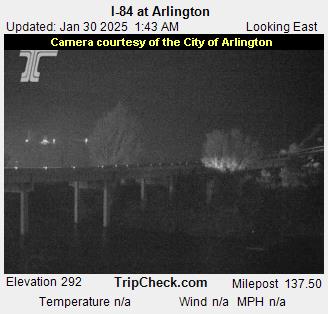 I-84 at Arlington
Updated: Jan 30 2025 1:43 AM Looking East
Camera courtesy of the City of Arlington
Elevation 292 TripCheck.com Milepost 137.50
Temperature n/a Wind n/a MPH n/a